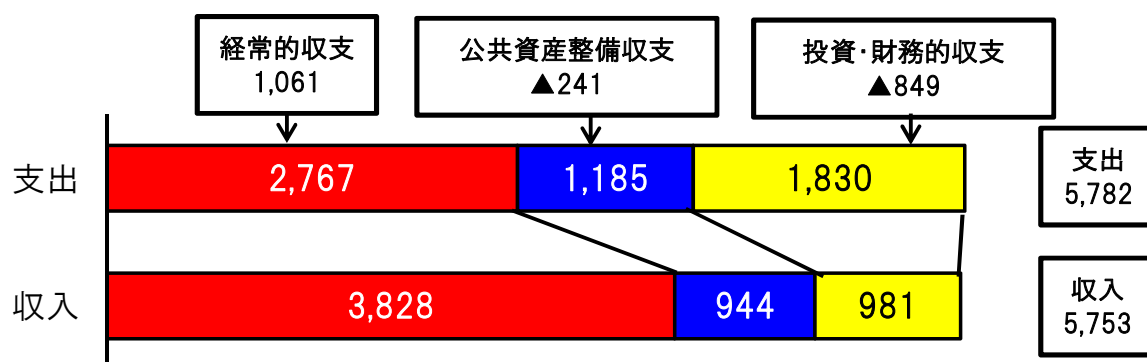 経常的収支
1,061
公共資産整備収支
▲241
投資・財務的収支
▲849
支出
2,767
1,185
1,830
支出
5,782
収入
3,828
944
981
収入
5,753